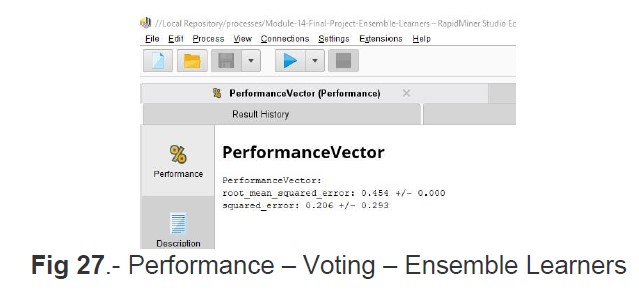 //Local Repository/processes/Module-14-Final-Project-Ensemble-Learners – RapidMiner Studio Ec
File Edit Process View Connections Settings Extensions Help
PerformanceVector (Performance)
Result History
PerformanceVector
Performance
PerformanceVector:
root_mean_squared_error: 0.454 +/- 0.000
squared_error: 0.206 +/- 0.293
Description
Fig 27.- Performance – Voting – Ensemble Learners